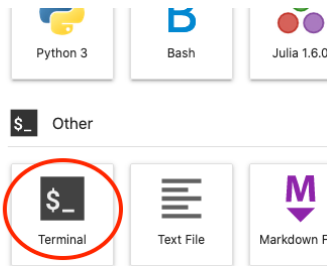 Python 3
Bash
Julia 1.6.0
$_ Other
$_
Terminal
Text File
Markdown F